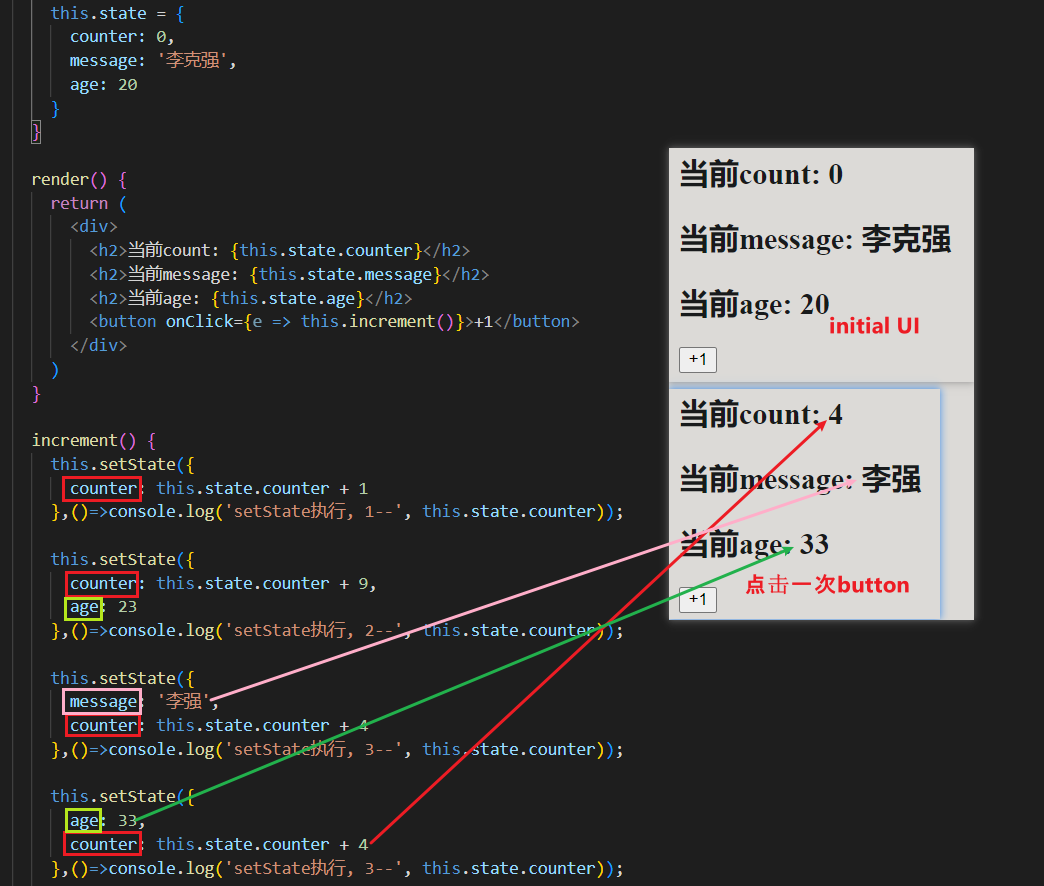 this.state = {
counter: 0,
message: '李克强',
age: 20
}
}
render() {
return (
<div>
<h2>当前count: {this.state.counter}</h2>
<h2>当前message: {this.state.message}</h2>
<h2>当前age: {this.state.age}</h2>
<button onClick={e => this.increment()}>+1</button>
</div>
)
}
increment() {
this.setState({
counter: this.state.counter + 1
},()=>console.log('setState执行, 1--', this.state.counter));
this.setState({
counter: this.state.counter + 9,
age: 23
},()=>console.log('setState执行, 2--', this.state.counter));
this.setState({
message: '李强',
counter: this.state.counter + 4
},()=>console.log('setState执行, 3--', this.state.counter));
this.setState({
age: 33,
counter: this.state.counter + 4
},()=>console.log('setState执行, 3--', this.state.counter));
当前count: 0
当前message: 李克强
当前age: 20
initial UI
+1
当前count: 4
当前message: 李强
当前age: 33
点击一次button
+1